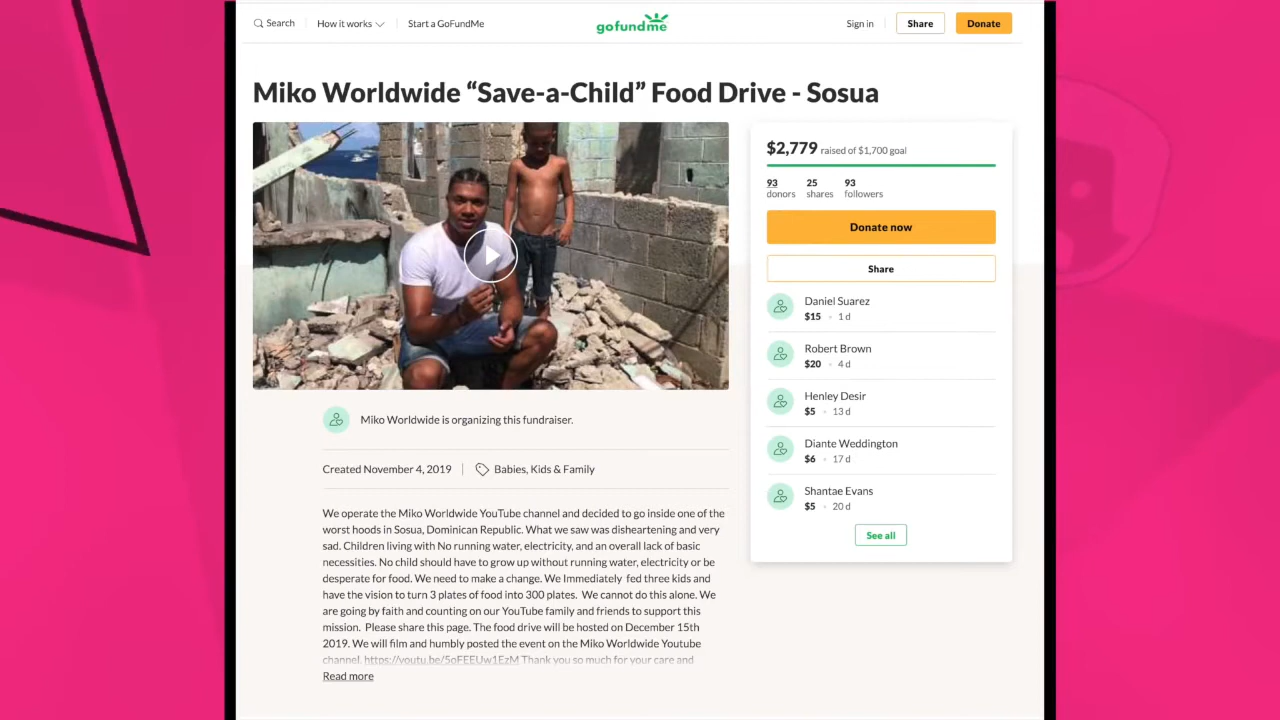 Search
How it works
Start a GoFundMe
gofundme
Sign in
Share
Donate
Miko Worldwide “Save-a-Child” Food Drive - Sosua
$2,779 raised of $1,700 goal
93 donors
25 shares
93 followers
Donate now
Share
Daniel Suarez
$15 • 1 d
Robert Brown
$20 • 4 d
Henley Desir
$5 • 13 d
Diante Weddington
$6 • 17 d
Shantae Evans
$5 • 20 d
See all
Miko Worldwide is organizing this fundraiser.
Created November 4, 2019
Babies, Kids & Family
We operate the Miko Worldwide YouTube channel and decided to go inside one of the
worst hoods in Sosua, Dominican Republic. What we saw was disheartening and very
sad. Children living with No running water, electricity, and an overall lack of basic
necessities. No child should have to grow up without running water, electricity or be
desperate for food. We need to make a change. We Immediately fed three kids and
have the vision to turn 3 plates of food into 300 plates. We cannot do this alone. We
are going by faith and counting on our YouTube family and friends to support this
mission. Please share this page. The food drive will be hosted on December 15th
2019. We will film and humbly posted the event on the Miko Worldwide Youtube
channel. https://youtu.be/5oFEEUw1EzM Thank you so much for your care and
Read more